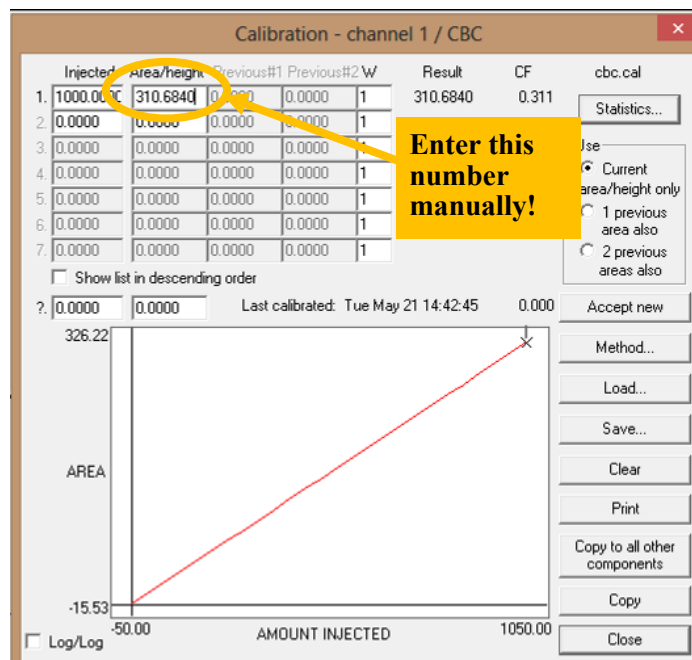 Calibration - channel 1 / CBC
×
Injected Area/height Previous#1 Previous#2 W Result CF cbc.cal
1. 1000.000 310.6840 0.0000 0.0000 1 310.6840 0.311
Statistics...
2. 0.0000 0.0000 0.0000 0.0000 1
3. 0.0000 0.0000 0.0000 0.0000 1
4. 0.0000 0.0000 0.0000 0.0000 1
5. 0.0000 0.0000 0.0000 0.0000 1
6. 0.0000 0.0000 0.0000 0.0000 1
7. 0.0000 0.0000 0.0000 0.0000 1
Enter this
number
manually!
Use
Current
area/height only
1 previous
area also
2 previous
areas also
Show list in descending order
?. 0.0000 0.0000 Last calibrated: Tue May 21 14:42:45 0.000
Accept new
Method...
Load...
Save...
Clear
Print
Copy to all other
components
Copy
Close
326.22
AREA
-15.53
-50.00 AMOUNT INJECTED 1050.00
Log/Log